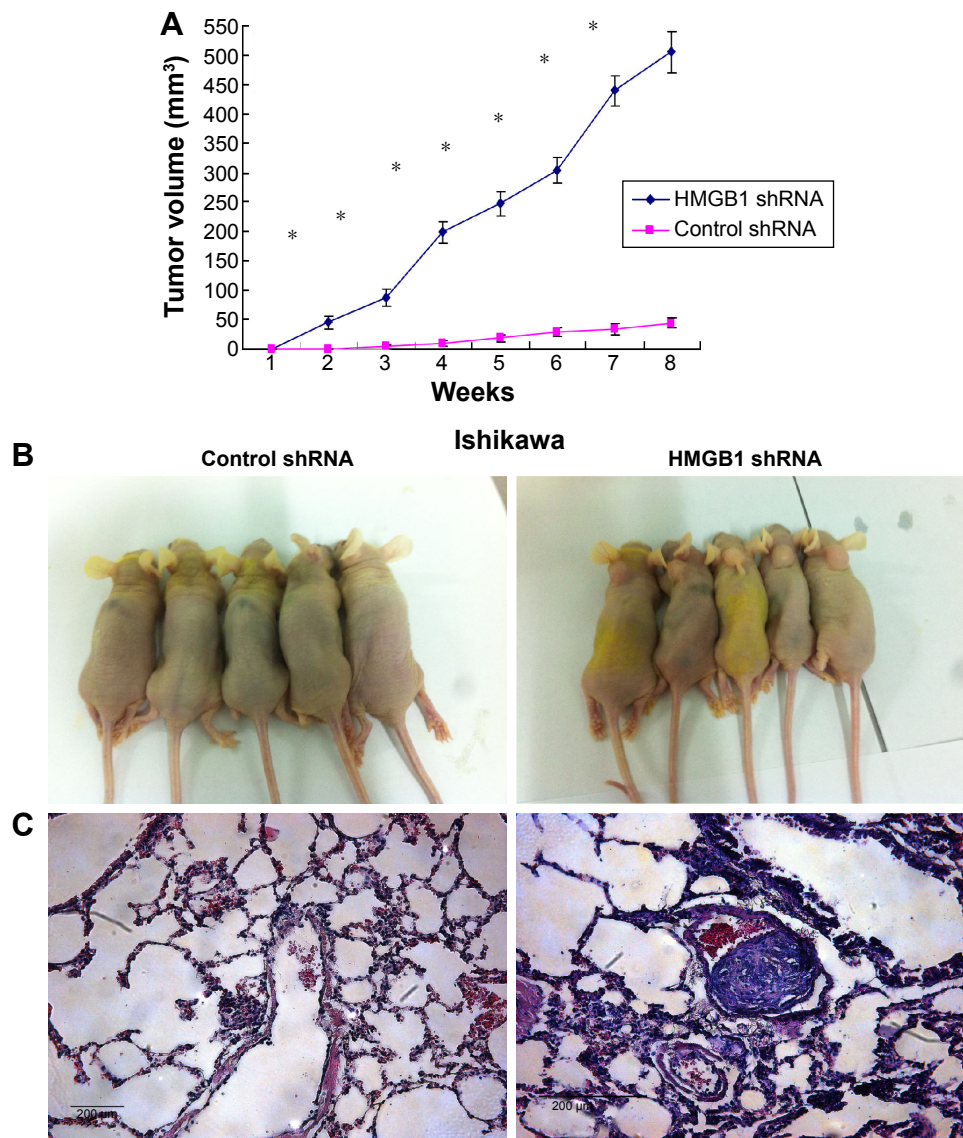 A
Tumor volume (mm³)
550
500
450
400
350
300
250
200
150
100
50
0
* * * * * * *
HMGB1 shRNA
Control shRNA
1 2 3 4 5 6 7 8
Weeks
Ishikawa
B
Control shRNA HMGB1 shRNA
C
200 µm 200 µm